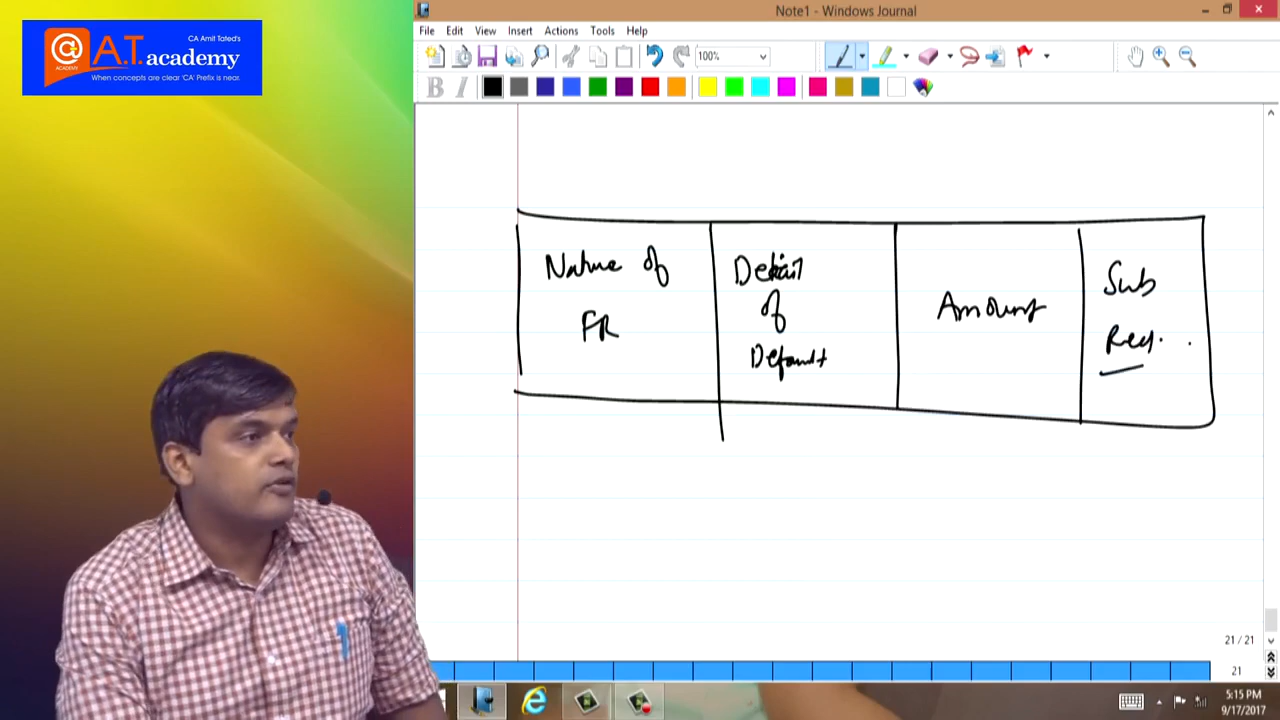 CA Amit Tated's
@ A.T. academy
ACADEMY
When concepts are clear 'CA' Prefix is near.
Note1 - Windows Journal
File Edit View Insert Actions Tools Help
100%
B I
Nature of
FR
Detail
of
Default
Amount
Sub
Req.
21 / 21
21
5:15 PM
9/17/2017